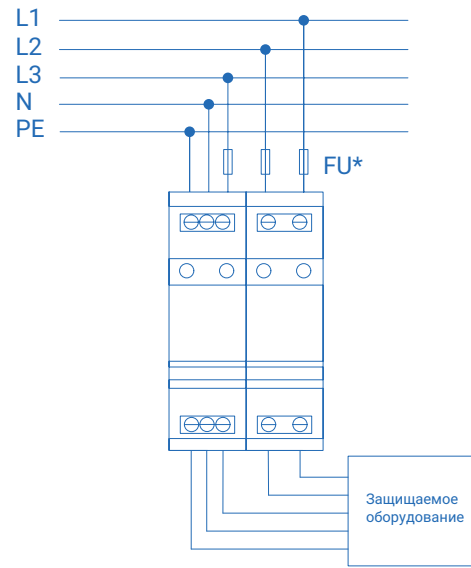 L1
L2
L3
N
PE
FU*
Защищаемое
оборудование